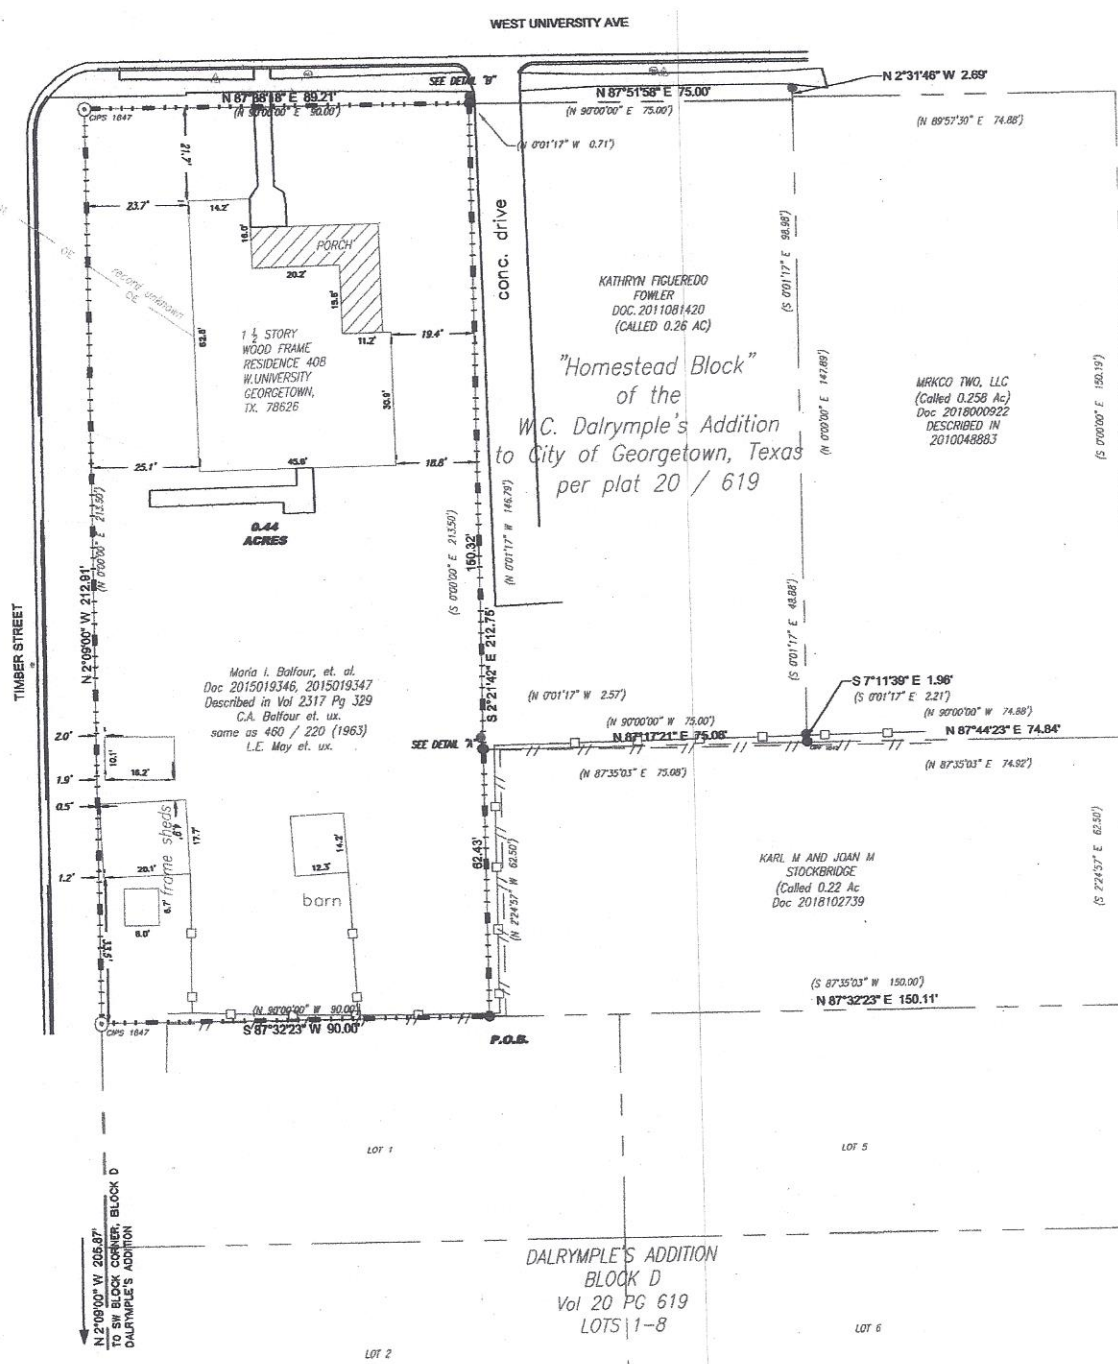 WEST UNIVERSITY AVE
N 2°31'46" W 2.69'
SEE DETAIL "B"
CIPS 1847
E 89.21'
(N 90°00'00" E 90.00')
N 87°51'58" E 75.00'
(N 90°00'00" E 75.00')
(N 89°57'30" E 74.88')
(N 0°01'17" W 0.71')
21.7'
23.7'
14.2'
16.0'
PORCH
20.2'
15.5'
11.2'
19.4'
conc. drive
OE
record unknown
OE
1 ½ STORY
WOOD FRAME
RESIDENCE 408
W.UNIVERSITY
GEORGETOWN,
TX. 78626
30.9'
25.1'
45.6'
18.8'
0.44
ACRES
KATHRYN FIGUEREDO
FOWLER
DOC.2011081420
(CALLED 0.26 AC)
"Homestead Block"
of the
W.C. Dalrymple's Addition
to City of Georgetown, Texas
per plat 20 / 619
(S 0°01'17" E 98.98')
(N 0°00'00" E 147.89')
(S 0°01'17" E 48.88')
MRKCO TWO, LLC
(Called 0.258 Ac)
Doc 2018000922
DESCRIBED IN
2010048883
(S 0°00'00" E 150.19')
TIMBER STREET
N 2°09'00" W 212.91'
(N 0°00'00" E 213.50')
(S 0°00'00" E 213.50')
150.32'
(N 0°01'17" W 146.79')
S 2°21'42" E 212.75'
Maria I. Balfour, et. al.
Doc 2015019346, 2015019347
Described in Vol 2317 Pg 329
C.A. Balfour et. ux.
same as 460 / 220 (1963)
L.E. May et. ux.
(N 0°01'17" W 2.57')
S 7°11'39" E 1.96'
(S 0°01'17" E 2.21')
(N 90°00'00" W 75.00')
(N 90°00'00" W 74.88')
SEE DETAIL "A"
N 87°17'21" E 75.08'
N 87°44'23" E 74.84'
(N 87°35'03" E 75.08')
(N 87°35'03" E 74.92')
2.0'
10.1'
16.2'
1.9'
0.5'
4.9'
17.7'
frame sheds
20.1'
1.2'
6.7'
8.0'
14.2'
12.3'
barn
62.43'
(N 2°24'57" W 62.50')
KARL M AND JOAN M
STOCKBRIDGE
(Called 0.22 Ac
Doc 2018102739
(S 2°24'57" E 62.50')
(S 87°35'03" W 150.00')
N 87°32'23" E 150.11'
(N 90°00'00" W 90.00')
S 87°32'23" W 90.00'
CIPS 1847
P.O.B.
LOT 1
LOT 5
N 2°09'00" W 205.87'
TO SW BLOCK CORNER, BLOCK D
DALRYMPLE'S ADDITION
DALRYMPLE'S ADDITION
BLOCK D
Vol 20 PG 619
LOTS 1-8
LOT 2
LOT 6